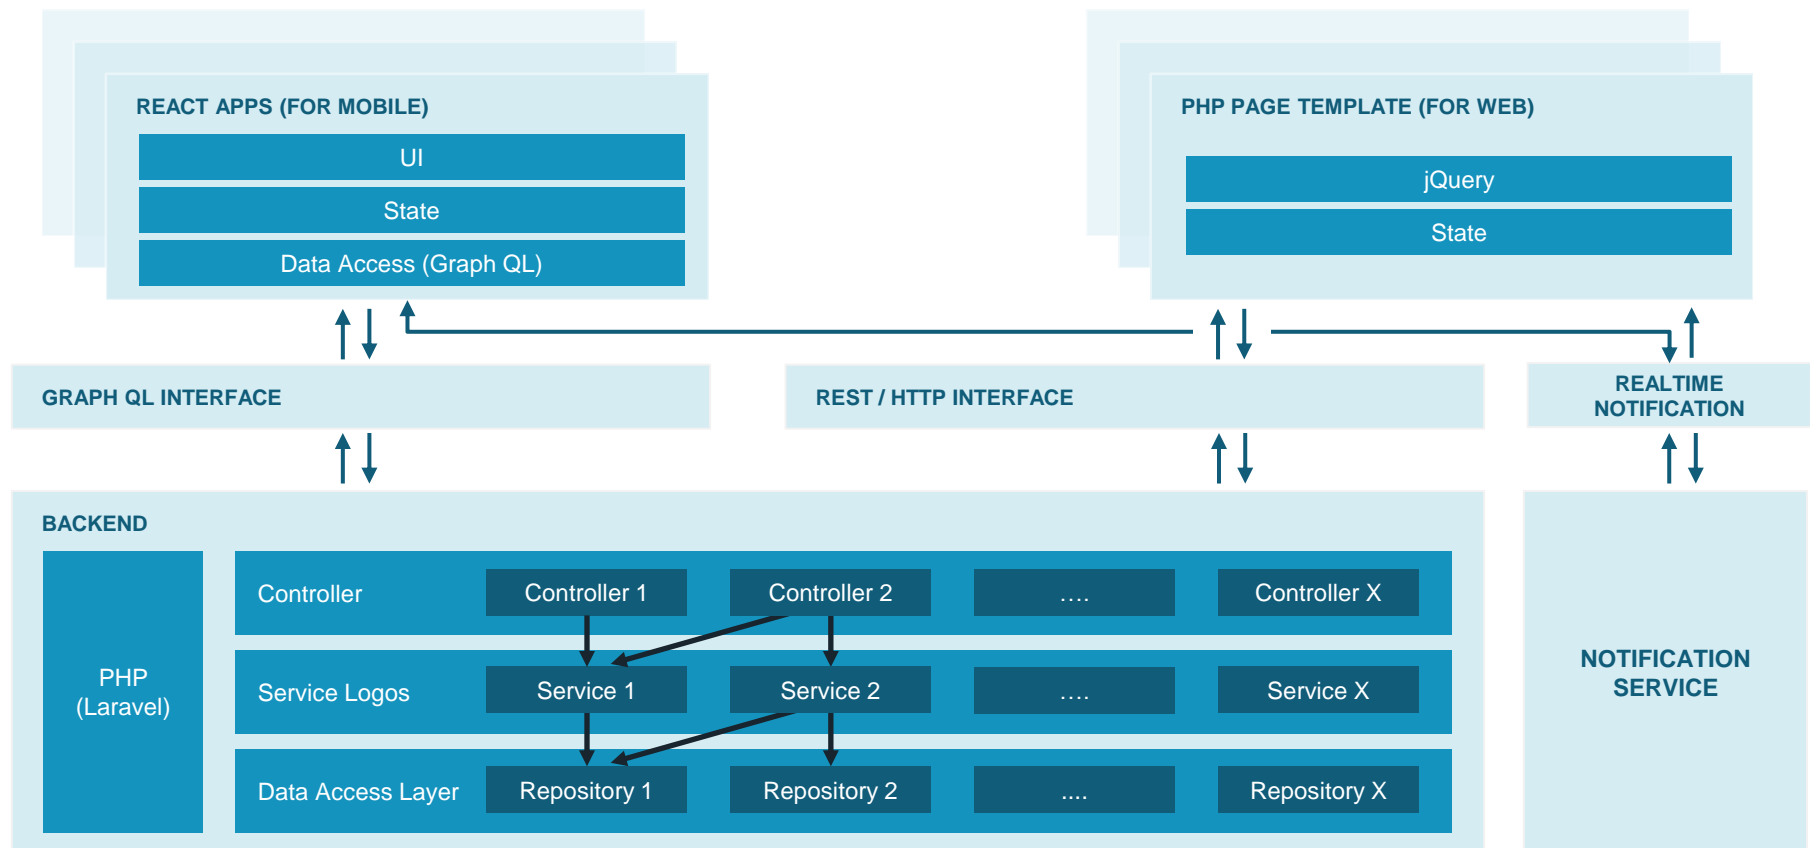 REACT APPS (FOR MOBILE)
UI
State
Data Access (Graph QL)
PHP PAGE TEMPLATE (FOR WEB)
jQuery
State
GRAPH QL INTERFACE
REST / HTTP INTERFACE
REALTIME
NOTIFICATION
BACKEND
PHP
(Laravel)
Controller
Controller 1
Controller 2
….
Controller X
Service Logos
Service 1
Service 2
….
Service X
Data Access Layer
Repository 1
Repository 2
....
Repository X
NOTIFICATION
SERVICE